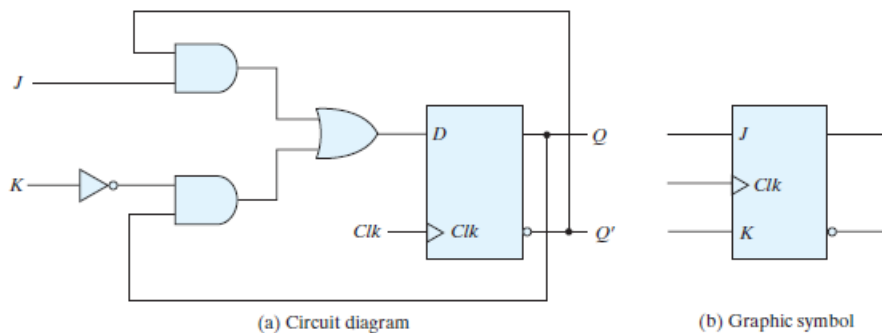 J
K
D
Clk
Clk
Q
Q'
(a) Circuit diagram
J
Clk
K
(b) Graphic symbol